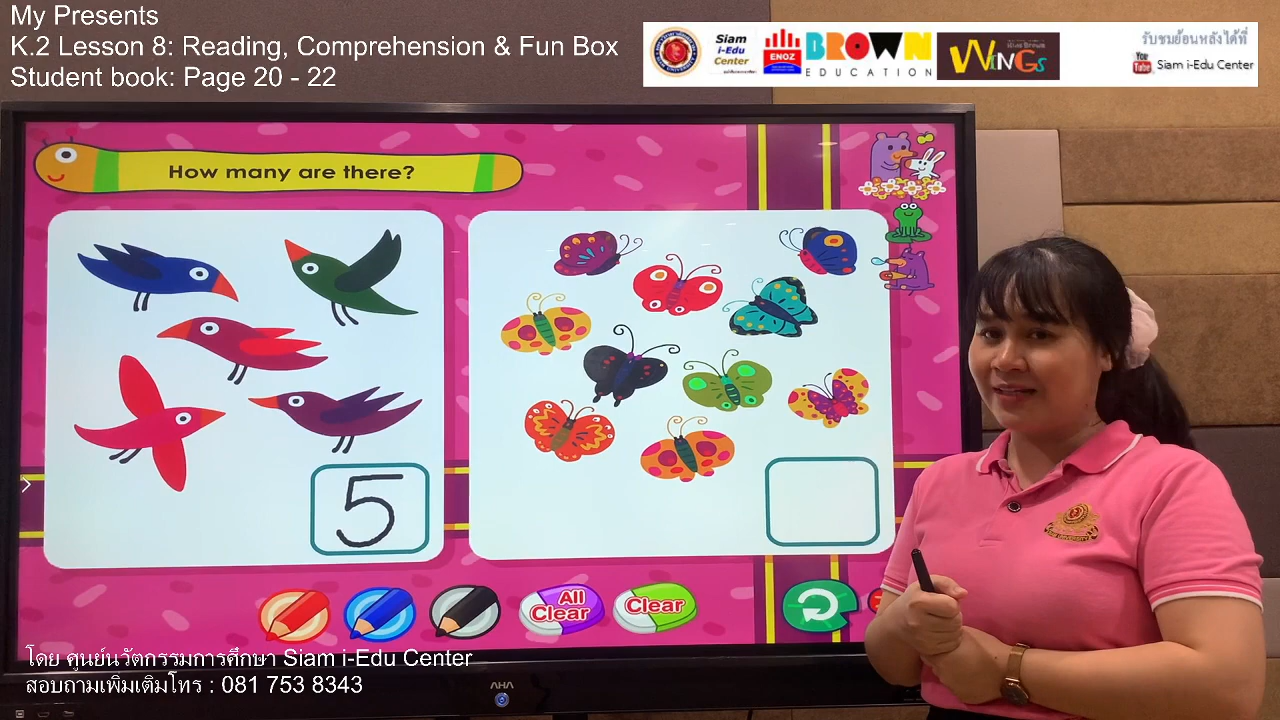 My Presents
K.2 Lesson 8: Reading, Comprehension & Fun Box
Student book: Page 20 - 22
Siam
i-Edu
Center
ENOZ
BROWN
EDUCATION
WiNGs
รับชมย้อนหลังได้ที่
You Tube Siam i-Edu Center
How many are there?
5
All Clear
Clear
โดย ศูนย์นวัตกรรมการศึกษา Siam i-Edu Center
สอบถามเพิ่มเติมโทร : 081 753 8343
AHA